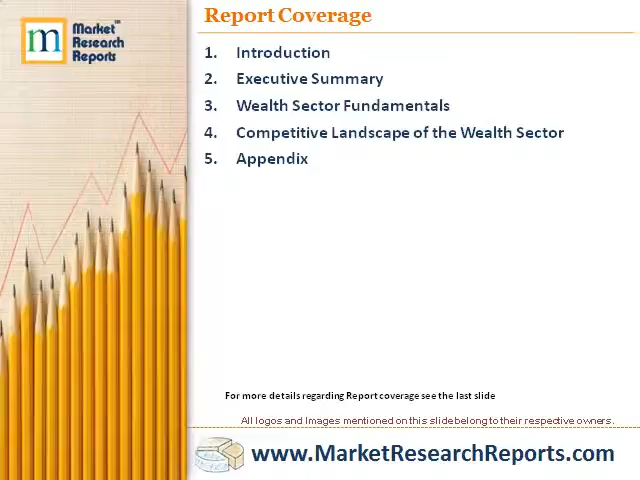 m
Market
Research
Reports
SM
Report Coverage
1. Introduction
2. Executive Summary
3. Wealth Sector Fundamentals
4. Competitive Landscape of the Wealth Sector
5. Appendix
For more details regarding Report coverage see the last slide
All logos and Images mentioned on this slide belong to their respective owners.
www.MarketResearchReports.com